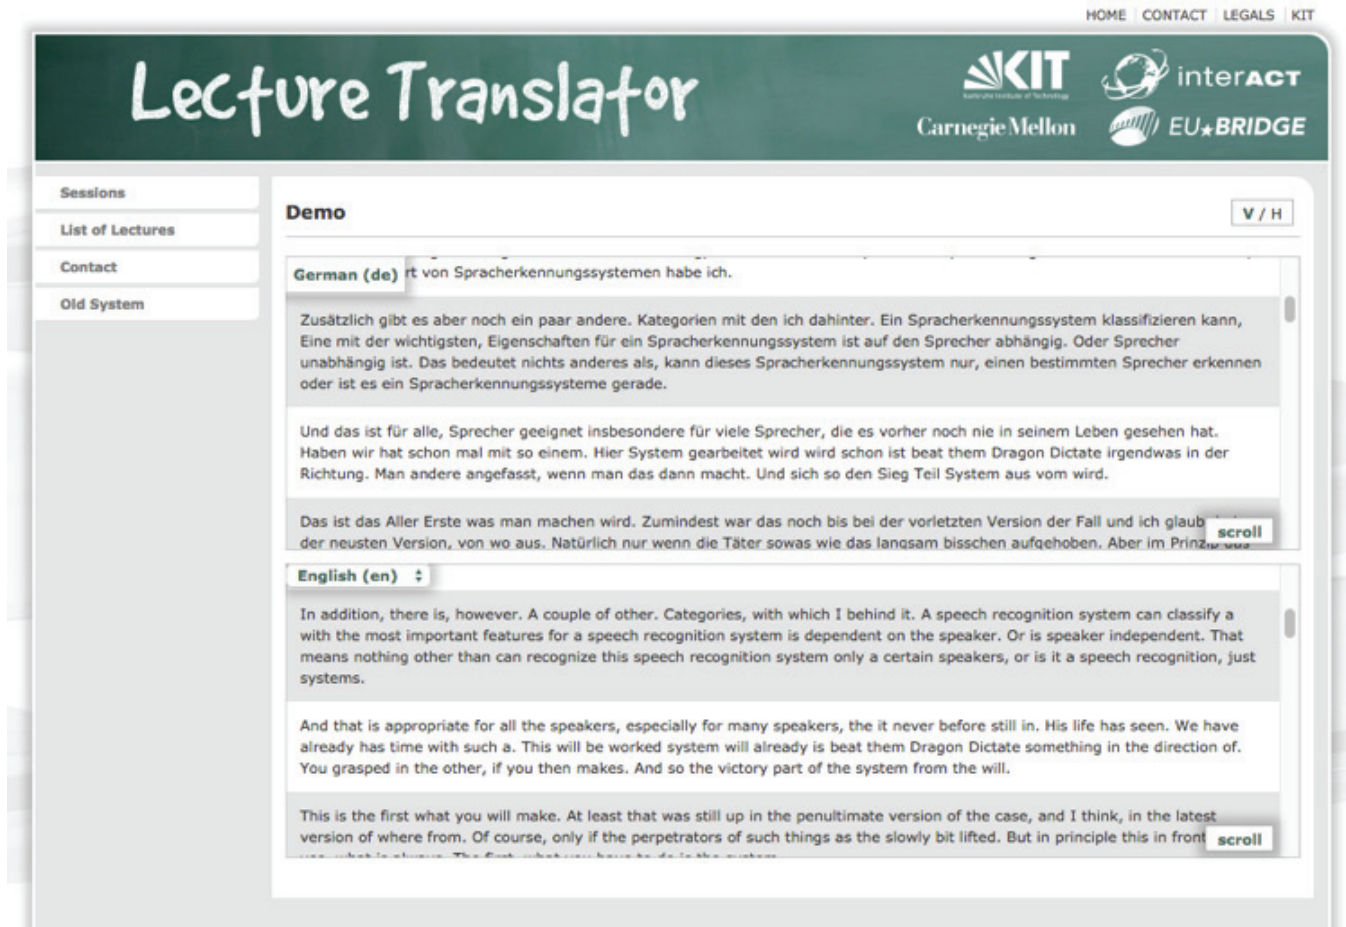 HOME CONTACT LEGALS KIT
Lecture Translator
KIT
Karlsruhe Institute of Technology
interACT
Carnegie Mellon
EU★BRIDGE
Sessions
List of Lectures
Contact
Old System
Demo
V / H
German (de)
rt von Spracherkennungssystemen habe ich.
Zusätzlich gibt es aber noch ein paar andere. Kategorien mit den ich dahinter. Ein Spracherkennungssystem klassifizieren kann,
Eine mit der wichtigsten, Eigenschaften für ein Spracherkennungssystem ist auf den Sprecher abhängig. Oder Sprecher
unabhängig ist. Das bedeutet nichts anderes als, kann dieses Spracherkennungssystem nur, einen bestimmten Sprecher erkennen
oder ist es ein Spracherkennungssysteme gerade.
Und das ist für alle, Sprecher geeignet insbesondere für viele Sprecher, die es vorher noch nie in seinem Leben gesehen hat.
Haben wir hat schon mal mit so einem. Hier System gearbeitet wird wird schon ist beat them Dragon Dictate irgendwas in der
Richtung. Man andere angefasst, wenn man das dann macht. Und sich so den Sieg Teil System aus vom wird.
Das ist das Aller Erste was man machen wird. Zumindest war das noch bis bei der vorletzten Version der Fall und ich glaub
der neusten Version, von wo aus. Natürlich nur wenn die Täter sowas wie das langsam bisschen aufgehoben. Aber im Prinzip
scroll
English (en)
In addition, there is, however. A couple of other. Categories, with which I behind it. A speech recognition system can classify a
with the most important features for a speech recognition system is dependent on the speaker. Or is speaker independent. That
means nothing other than can recognize this speech recognition system only a certain speakers, or is it a speech recognition, just
systems.
And that is appropriate for all the speakers, especially for many speakers, the it never before still in. His life has seen. We have
already has time with such a. This will be worked system will already is beat them Dragon Dictate something in the direction of.
You grasped in the other, if you then makes. And so the victory part of the system from the will.
This is the first what you will make. At least that was still up in the penultimate version of the case, and I think, in the latest
version of where from. Of course, only if the perpetrators of such things as the slowly bit lifted. But in principle this in front
scroll